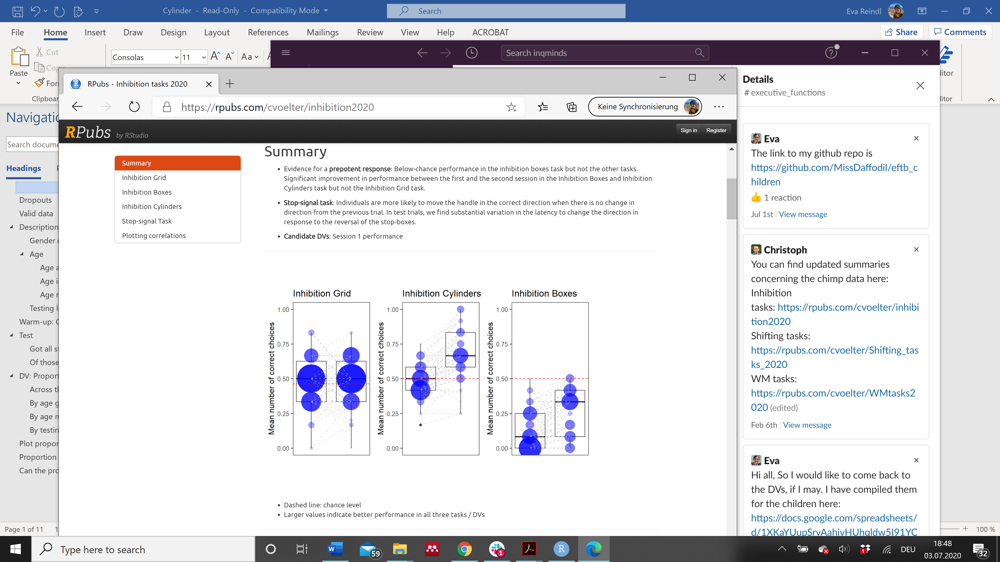 Cylinder - Read-Only - Compatibility Mode
Search
Eva Reindl
File Home Insert Draw Design Layout References Mailings Review View Help ACROBAT
Share Comments
Paste
Cut
Copy
Clipboar
Consolas 11
Aa
Search inqminds
itor
itor
RPubs - Inhibition tasks 2020
https://rpubs.com/cvoelter/inhibition2020
Keine Synchronisierung
RPubs by RStudio
Sign in Register
Navigatio
Search docume
Headings
Dropouts
Valid data
Description
Gender
Age
Age
Age
Age
Testing
Warm-up:
Test
Got all
Of those
DV: Proport
Across
By age
By age
By testin
Plot propor
Proportion
Can the
Page 1 of 11
Summary
Inhibition Grid
Inhibition Boxes
Inhibition Cylinders
Stop-signal Task
Plotting correlations
Summary
• Evidence for a prepotent response: Below-chance performance in the inhibition boxes task but not the other tasks.
Significant improvement in performance between the first and the second session in the Inhibition Boxes and Inhibition
Cylinders task but not the Inhibition Grid task.
• Stop-signal task: Individuals are more likely to move the handle in the correct direction when there is no change in
direction from the previous trial. In test trials, we find substantial variation in the latency to change the direction in
response to the reversal of the stop-boxes.
• Candidate DVs: Session 1 performance
Inhibition Grid
Mean number of correct choices
1.00
0.75
0.50
0.25
0.00
Inhibition Cylinders
Mean number of correct choices
1.00
0.75
0.50
0.25
0.00
Inhibition Boxes
Mean number of correct choices
1.00
0.75
0.50
0.25
0.00
• Dashed line: chance level
• Larger values indicate better performance in all three tasks / DVs
Details
# executive_functions
Eva
The link to my github repo is
https://github.com/MissDaffodil/eftb_c
hildren
1 reaction
Jul 1st | View message
Christoph
You can find updated summaries
concerning the chimp data here:
Inhibition
tasks: https://rpubs.com/cvoelter/inhibi
tion2020
Shifting tasks:
https://rpubs.com/cvoelter/Shifting_tas
ks_2020
WM tasks:
https://rpubs.com/cvoelter/WMtasks2
020 (edited)
Feb 6th | View message
Eva
Hi all, So I would like to come back to
the DVs, if I may. I have compiled them
for the children here:
https://docs.google.com/spreadsheets/
100 %
Type here to search
59
1
1
DEU
18:48
03.07.2020
32